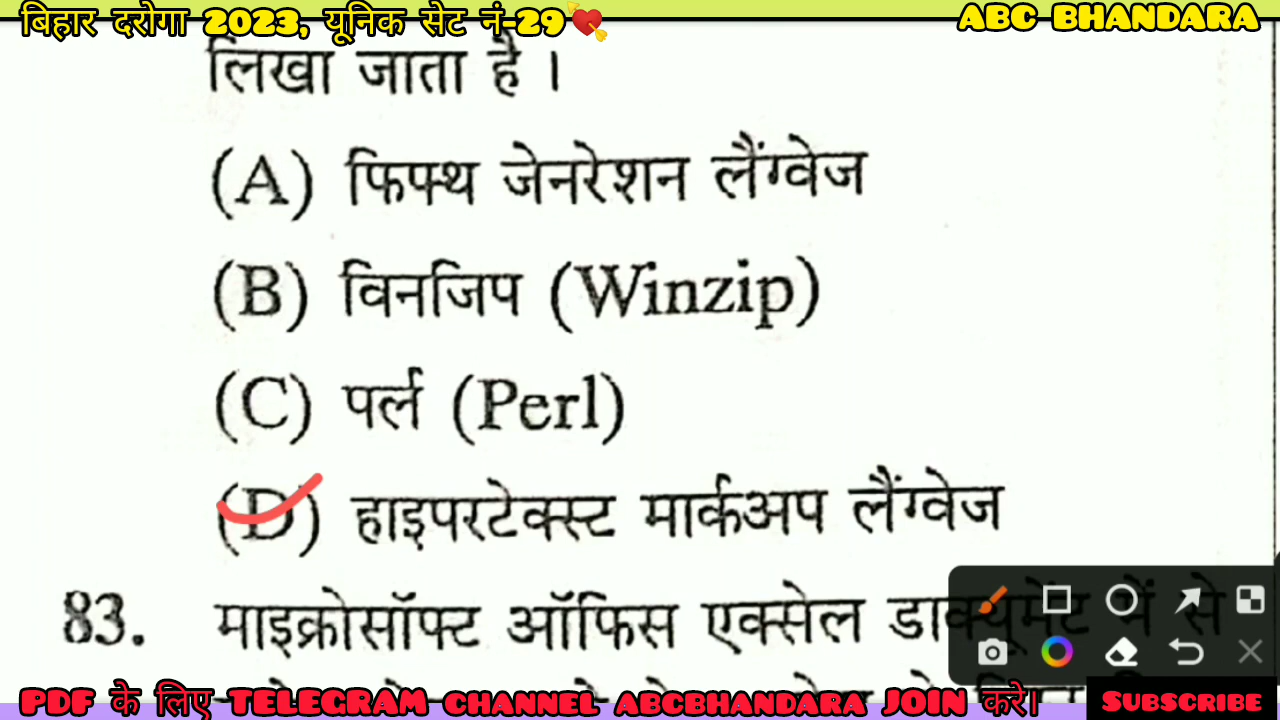 बिहार दरोगा 2023, यूनिक सेट नं-29💘
ABC BHANDARA
लिखा जाता है ।
(A) फिफ्थ जेनरेशन लैंग्वेज
(B) विनजिप (Winzip)
(C) पर्ल (Perl)
(D) हाइपरटेक्स्ट मार्कअप लैंग्वेज
83. माइक्रोसॉफ्ट ऑफिस एक्सेल डाक्यूमेंट में से
PDF के लिए TELEGRAM CHANNEL ABCBHANDARA JOIN करे।
SUBSCRIBE